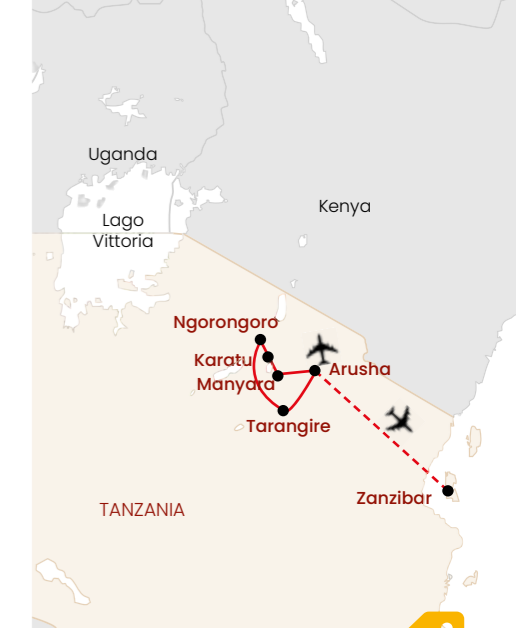 Uganda
Kenya
Lago
Vittoria
Ngorongoro
Karatu
Arusha
Manyara
Tarangire
Zanzibar
TANZANIA